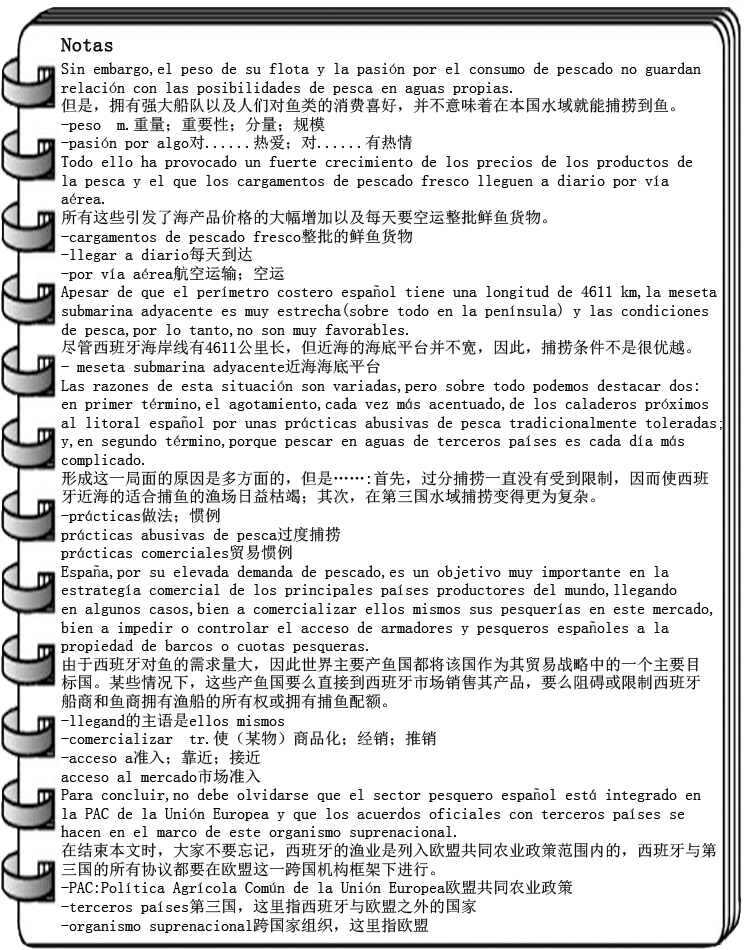 Notas
Sin embargo,el peso de su flota y la pasión por el consumo de pescado no guardan
relación con las posibilidades de pesca en aguas propias.
但是，拥有强大船队以及人们对鱼类的消费喜好，并不意味着在本国水域就能捕捞到鱼。
-peso  m.重量；重要性；分量；规模
-pasión por algo对......热爱；对......有热情
Todo ello ha provocado un fuerte crecimiento de los precios de los productos de
la pesca y el que los cargamentos de pescado fresco lleguen a diario por vía
aérea.
所有这些引发了海产品价格的大幅增加以及每天要空运整批鲜鱼货物。
-cargamentos de pescado fresco整批的鲜鱼货物
-llegar a diario每天到达
-por vía aérea航空运输；空运
Apesar de que el perímetro costero español tiene una longitud de 4611 km,la meseta
submarina adyacente es muy estrecha(sobre todo en la península) y las condiciones
de pesca,por lo tanto,no son muy favorables.
尽管西班牙海岸线有4611公里长，但近海的海底平台并不宽，因此，捕捞条件不是很优越。
- meseta submarina adyacente近海海底平台
Las razones de esta situación son variadas,pero sobre todo podemos destacar dos:
en primer término,el agotamiento,cada vez más acentuado,de los caladeros próximos
al litoral español por unas prácticas abusivas de pesca tradicionalmente toleradas;
y,en segundo término,porque pescar en aguas de terceros países es cada día más
complicado.
形成这一局面的原因是多方面的，但是……:首先，过分捕捞一直没有受到限制，因而使西班
牙近海的适合捕鱼的渔场日益枯竭；其次，在第三国水域捕捞变得更为复杂。
-prácticas做法；惯例
prácticas abusivas de pesca过度捕捞
prácticas comerciales贸易惯例
España,por su elevada demanda de pescado,es un objetivo muy importante en la
estrategía comercial de los principales países productores del mundo,llegando
en algunos casos,bien a comercializar ellos mismos sus pesquerías en este mercado,
bien a impedir o controlar el acceso de armadores y pesqueros españoles a la
propiedad de barcos o cuotas pesqueras.
由于西班牙对鱼的需求量大，因此世界主要产鱼国都将该国作为其贸易战略中的一个主要目
标国。某些情况下，这些产鱼国要么直接到西班牙市场销售其产品，要么阻碍或限制西班牙
船商和鱼商拥有渔船的所有权或拥有捕鱼配额。
-llegand的主语是ellos mismos
-comercializar  tr.使（某物）商品化；经销；推销
-acceso a准入；靠近；接近
acceso al mercado市场准入
Para concluir,no debe olvidarse que el sector pesquero español está integrado en
la PAC de la Unión Europea y que los acuerdos oficiales con terceros países se
hacen en el marco de este organismo suprenacional.
在结束本文时，大家不要忘记，西班牙的渔业是列入欧盟共同农业政策范围内的，西班牙与第
三国的所有协议都要在欧盟这一跨国机构框架下进行。
-PAC:Política Agrícola Común de la Unión Europea欧盟共同农业政策
-terceros países第三国，这里指西班牙与欧盟之外的国家
-organismo suprenacional跨国家组织，这里指欧盟